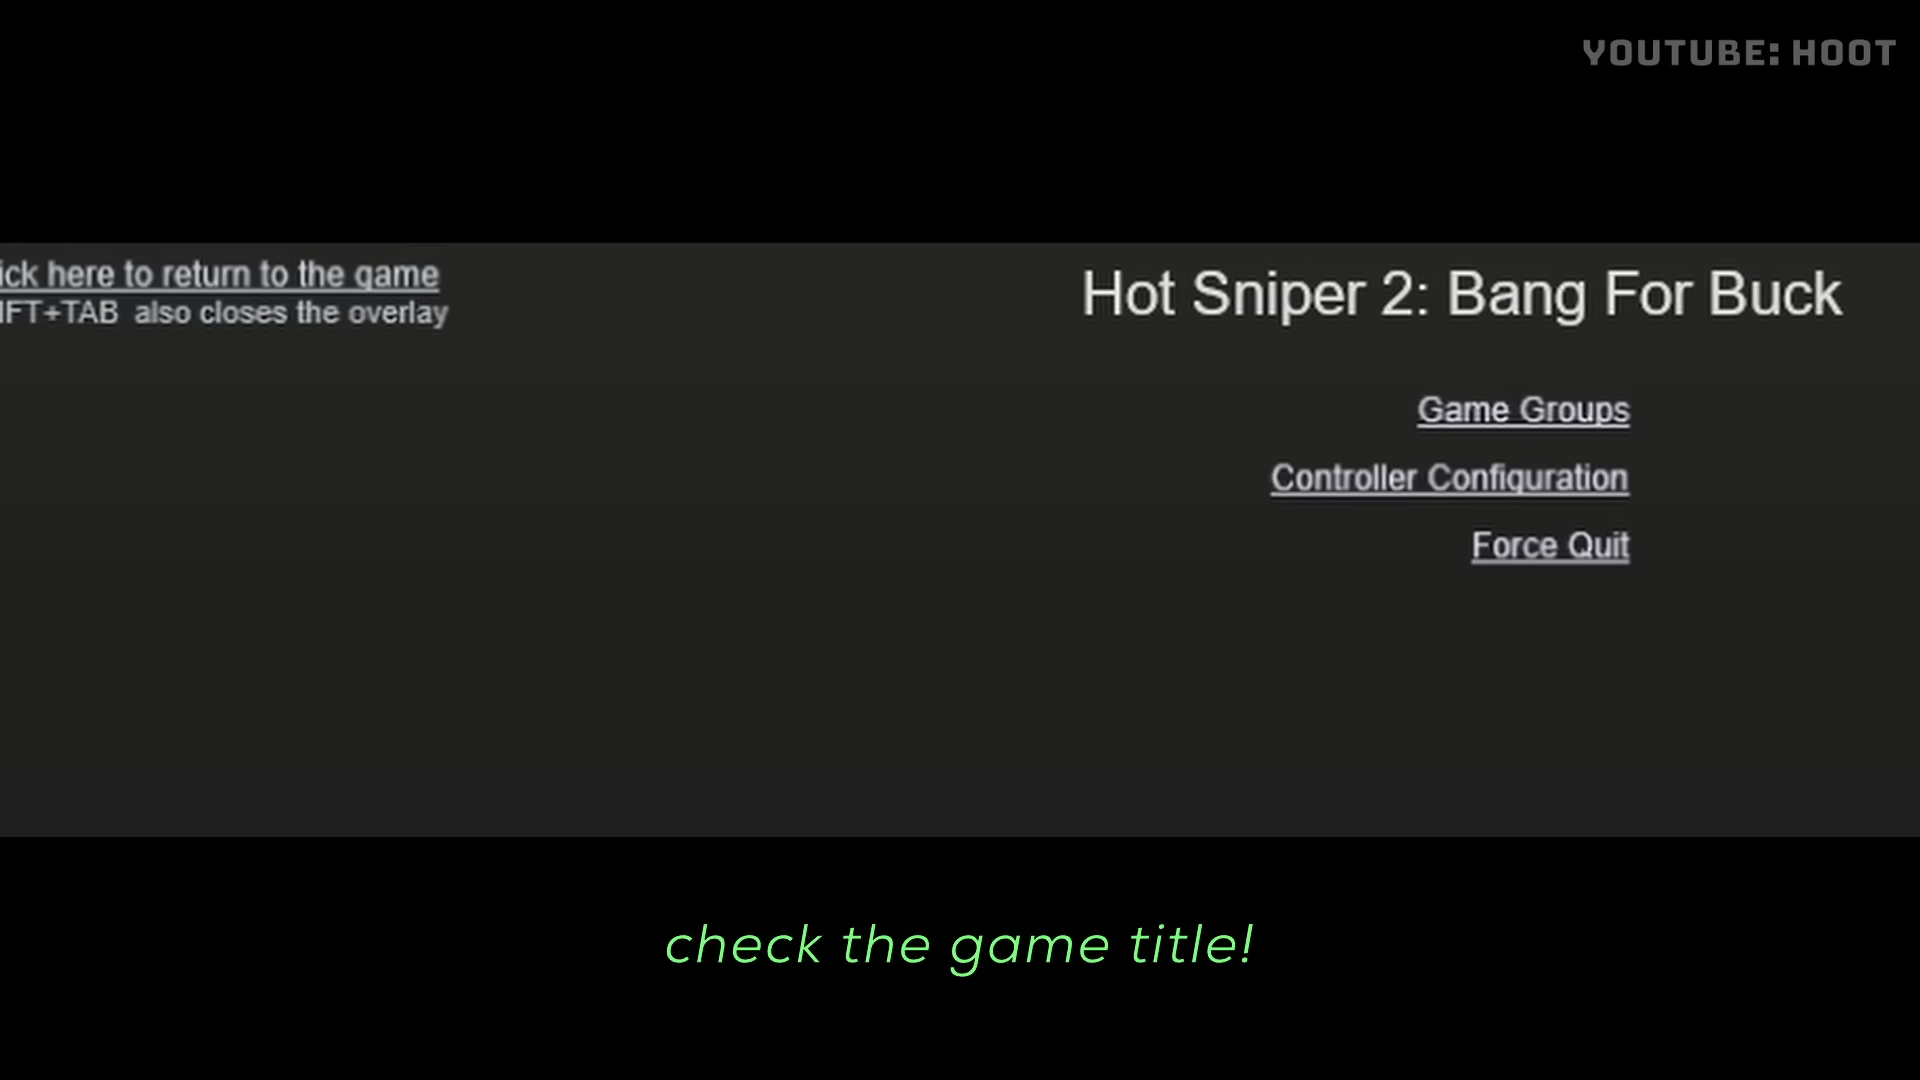 YOUTUBE: HOOT
ick here to return to the game
IFT+TAB also closes the overlay
Hot Sniper 2: Bang For Buck
Game Groups
Controller Configuration
Force Quit
check the game title!